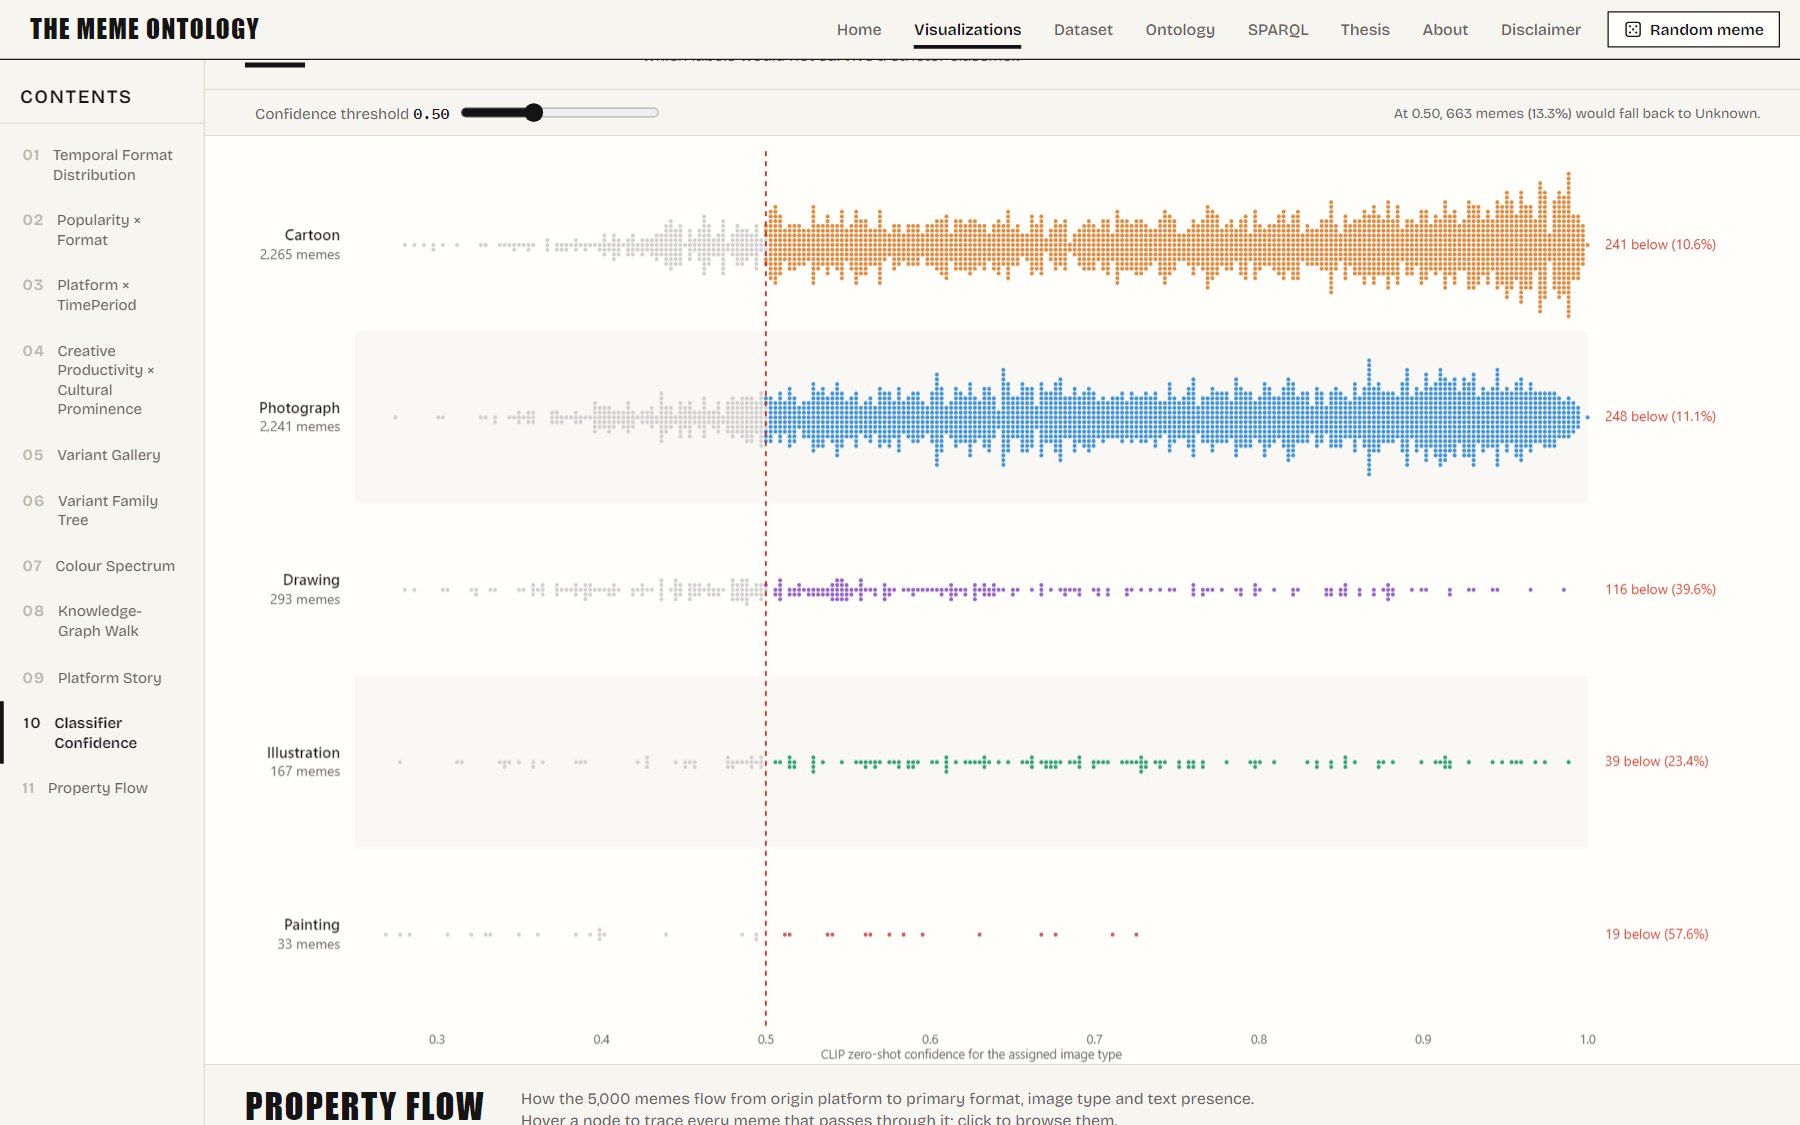 THE MEME ONTOLOGY
Home
Visualizations
Dataset
Ontology
SPARQL
Thesis
About
Disclaimer
Random meme
CONTENTS
01 Temporal Format
Distribution
02 Popularity ×
Format
03 Platform ×
TimePeriod
04 Creative
Productivity ×
Cultural
Prominence
05 Variant Gallery
06 Variant Family
Tree
07 Colour Spectrum
08 Knowledge-
Graph Walk
09 Platform Story
10 Classifier
Confidence
11 Property Flow
Confidence threshold 0.50
At 0.50, 663 memes (13.3%) would fall back to Unknown.
Cartoon
2,265 memes
241 below (10.6%)
Photograph
2,241 memes
248 below (11.1%)
Drawing
293 memes
116 below (39.6%)
Illustration
167 memes
39 below (23.4%)
Painting
33 memes
19 below (57.6%)
0.3 0.4 0.5 0.6 0.7 0.8 0.9 1.0
CLIP zero-shot confidence for the assigned image type
PROPERTY FLOW
How the 5,000 memes flow from origin platform to primary format, image type and text presence.
Hover a node to trace every meme that passes through it; click to browse them.